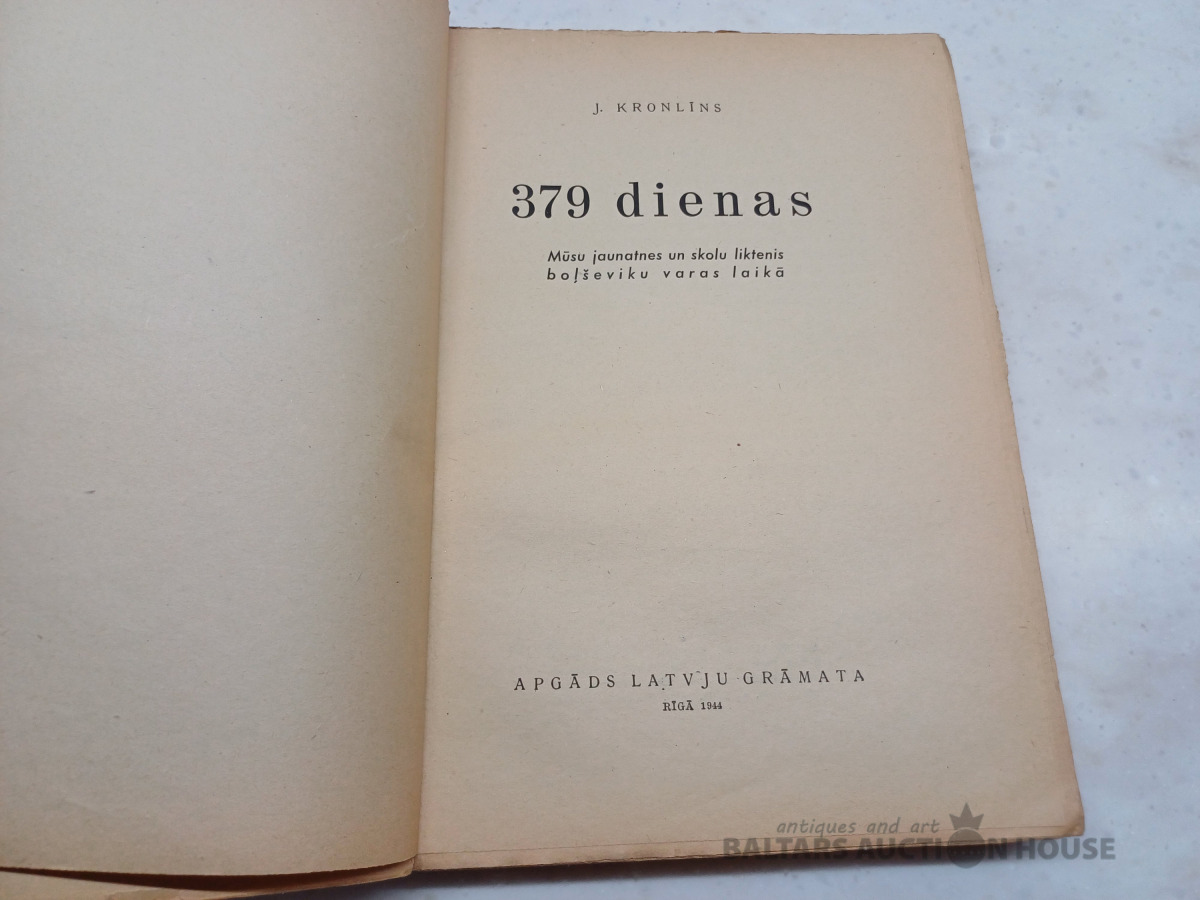 J. KRONLĪNS
379 dienas
Mūsu jaunatnes un skolu liktenis
boļševiku varas laikā
APGĀDS LATVJU GRĀMATA
RĪGĀ 1944
antiques and art
BALTARS AUCTION HOUSE